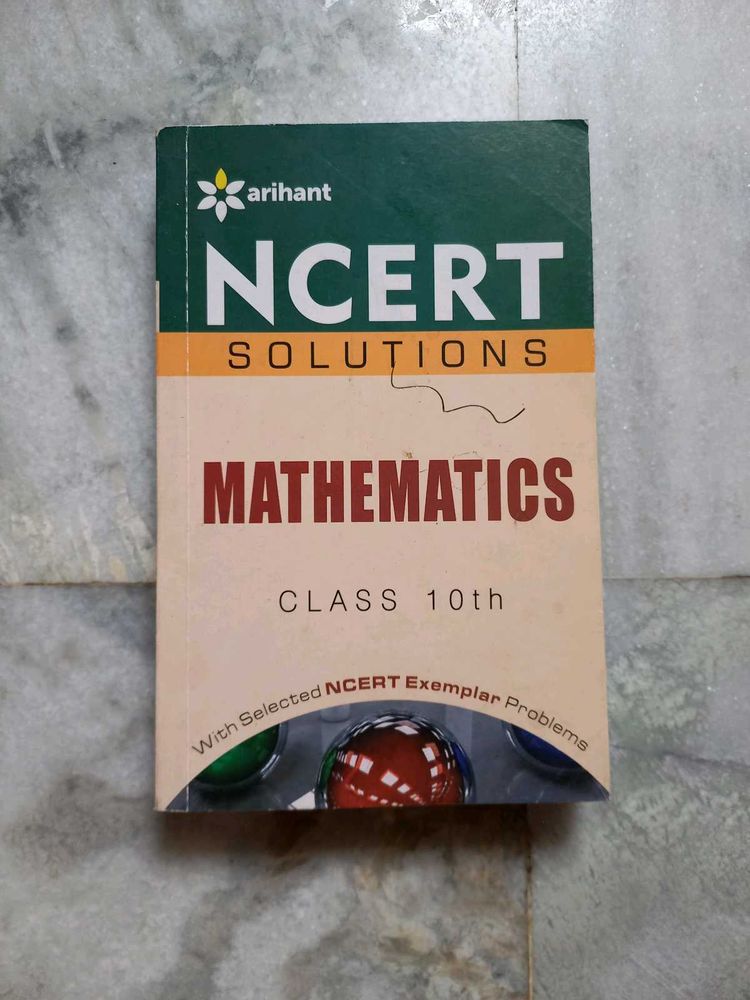 arihant
NCERT
SOLUTIONS
MATHEMATICS
CLASS 10th
With Selected NCERT Exemplar Problems